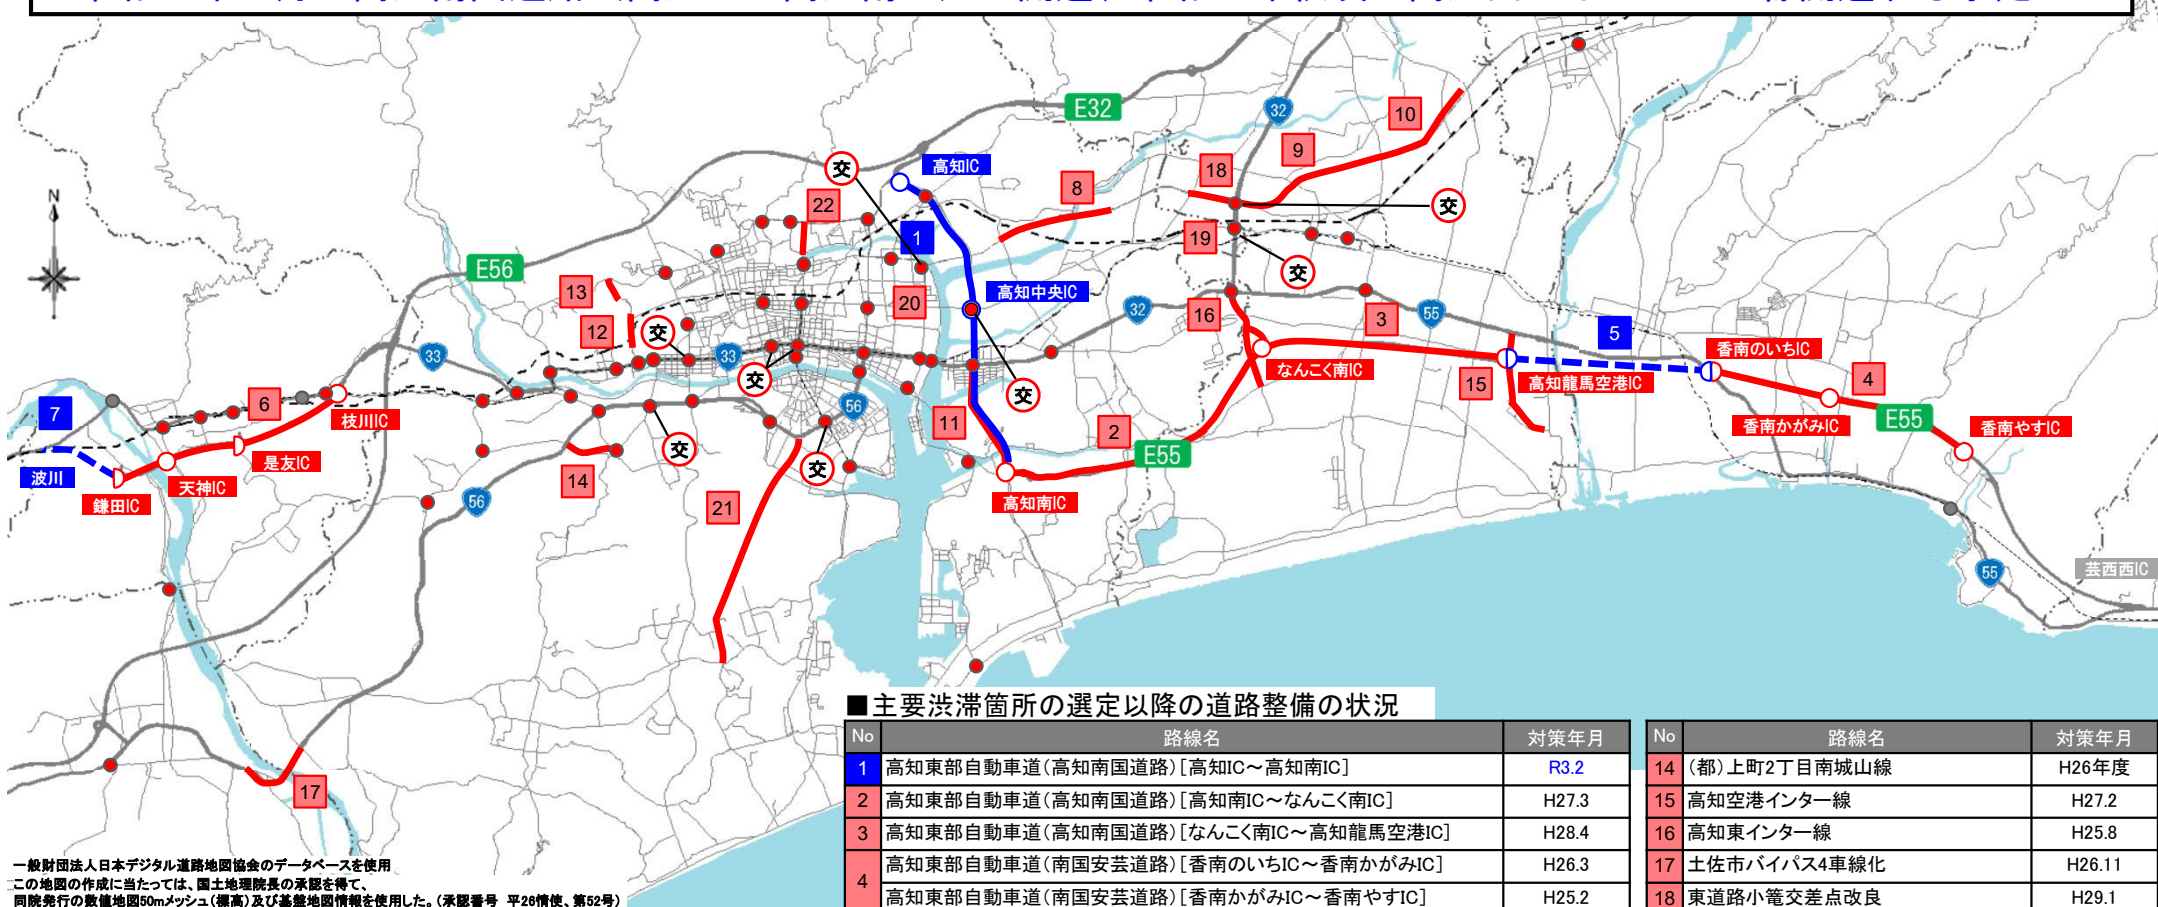 E32
32
10
9
18
8
交
高知IC
22
1
交
19
交
E56
13
12
20
高知中央IC
32
16
3
55
5
33
交
33
交
なんこく南IC
15
高知龍馬空港IC
香南のいちIC
4
香南かがみIC
E55
香南やすIC
7
6
枝川IC
是友IC
天神IC
波川
鎌田IC
56
交
11
2
E55
交
交
14
56
21
高知南IC
55
芸西西IC
17
N
■主要渋滞箇所の選定以降の道路整備の状況
No 路線名 対策年月
1 高知東部自動車道(高知南国道路)[高知IC～高知南IC] R3.2
2 高知東部自動車道(高知南国道路)[高知南IC～なんこく南IC] H27.3
3 高知東部自動車道(高知南国道路)[なんこく南IC～高知龍馬空港IC] H28.4
4 高知東部自動車道(南国安芸道路)[香南のいちIC～香南かがみIC] H26.3
高知東部自動車道(南国安芸道路)[香南かがみIC～香南やすIC] H25.2
No 路線名 対策年月
14 (都)上町2丁目南城山線 H26年度
15 高知空港インター線 H27.2
16 高知東インター線 H25.8
17 土佐市バイパス4車線化 H26.11
18 東道路小篭交差点改良 H29.1
一般財団法人日本デジタル道路地図協会のデータベースを使用
この地図の作成に当たっては、国土地理院長の承認を得て、
同院発行の数値地図50mメッシュ(標高)及び基盤地図情報を使用した。(承認番号 平26情使、第52号)